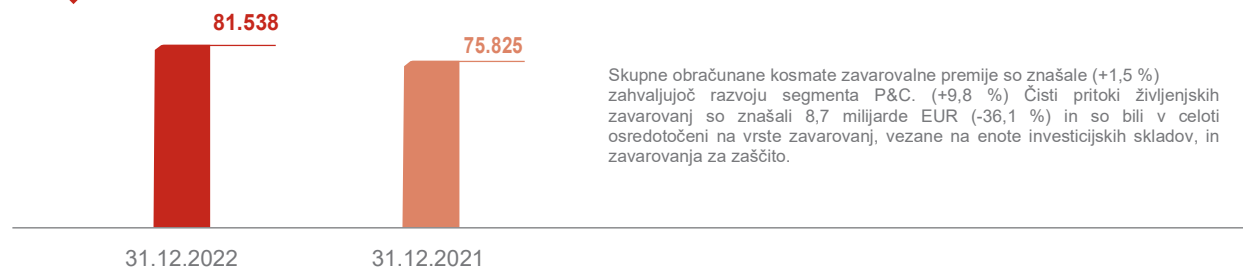 81.538
75.825
Skupne obračunane kosmate zavarovalne premije so znašale (+1,5 %)
zahvaljujoč razvoju segmenta P&C. (+9,8 %) Čisti pritoki življenjskih
zavarovanj so znašali 8,7 milijarde EUR (-36,1 %) in so bili v celoti
osredotočeni na vrste zavarovanj, vezane na enote investicijskih skladov, in
zavarovanja za zaščito.
31.12.2022
31.12.2021